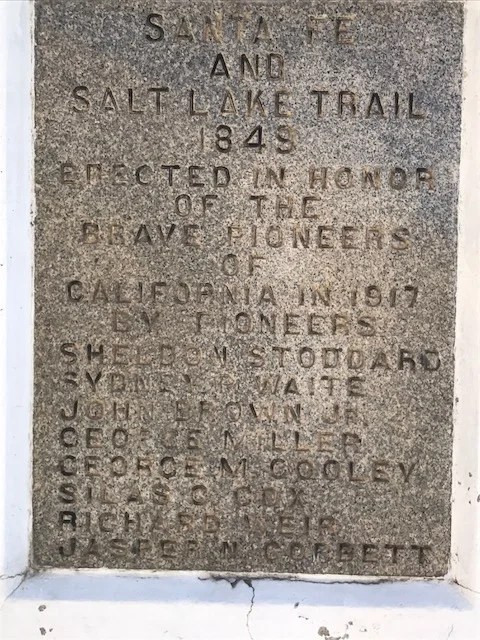 SANTA FE
AND
SALT LAKE TRAIL
1849
ERECTED IN HONOR
OF THE
BRAVE PIONEERS
OF
CALIFORNIA IN 1917
BY PIONEERS
SHELDON STODDARD
SYDNEY P. WAITE
JOHN BROWN JR.
GEORGE MILLER
GEORGE M. COOLEY
SILAS C. COX
RICHARD WEIR
JASPER N. CORBETT